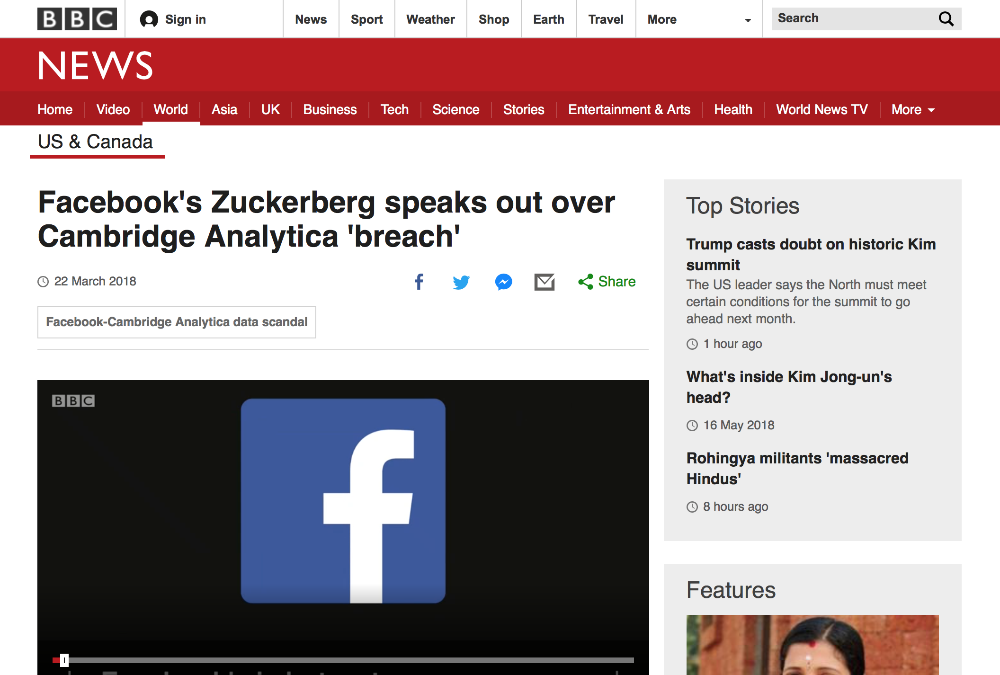 BBC
Sign in
News
Sport
Weather
Shop
Earth
Travel
More
Search
NEWS
Home
Video
World
Asia
UK
Business
Tech
Science
Stories
Entertainment & Arts
Health
World News TV
More
US & Canada
Facebook's Zuckerberg speaks out over
Cambridge Analytica 'breach'
22 March 2018
Share
Facebook-Cambridge Analytica data scandal
BBC
f
Top Stories
Trump casts doubt on historic Kim
summit
The US leader says the North must meet
certain conditions for the summit to go
ahead next month.
1 hour ago
What's inside Kim Jong-un's
head?
16 May 2018
Rohingya militants 'massacred
Hindus'
8 hours ago
Features